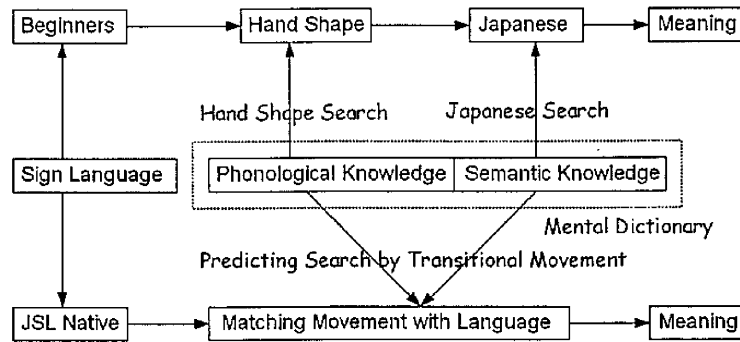 Beginners
Hand Shape
Japanese
Meaning
Hand Shape Search
Japanese Search
Sign Language
Phonological Knowledge
Semantic Knowledge
Mental Dictionary
Predicting Search by Transitional Movement
JSL Native
Matching Movement with Language
Meaning